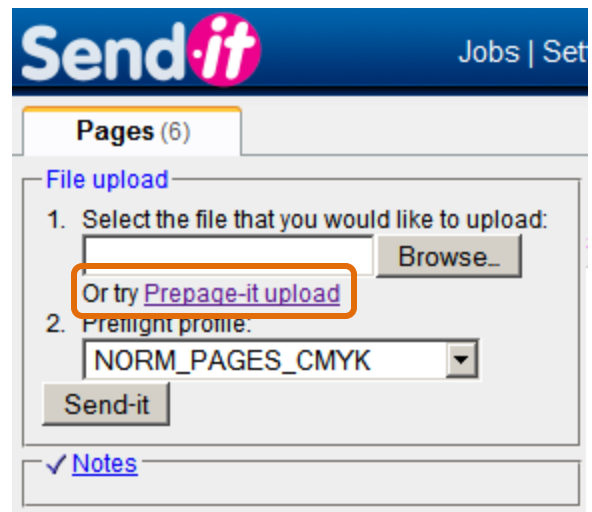 Send-it
Jobs | Set
Pages (6)
File upload
1. Select the file that you would like to upload:
Browse...
Or try Prepage-it upload
2. Preflight profile:
NORM_PAGES_CMYK
Send-it
✓ Notes